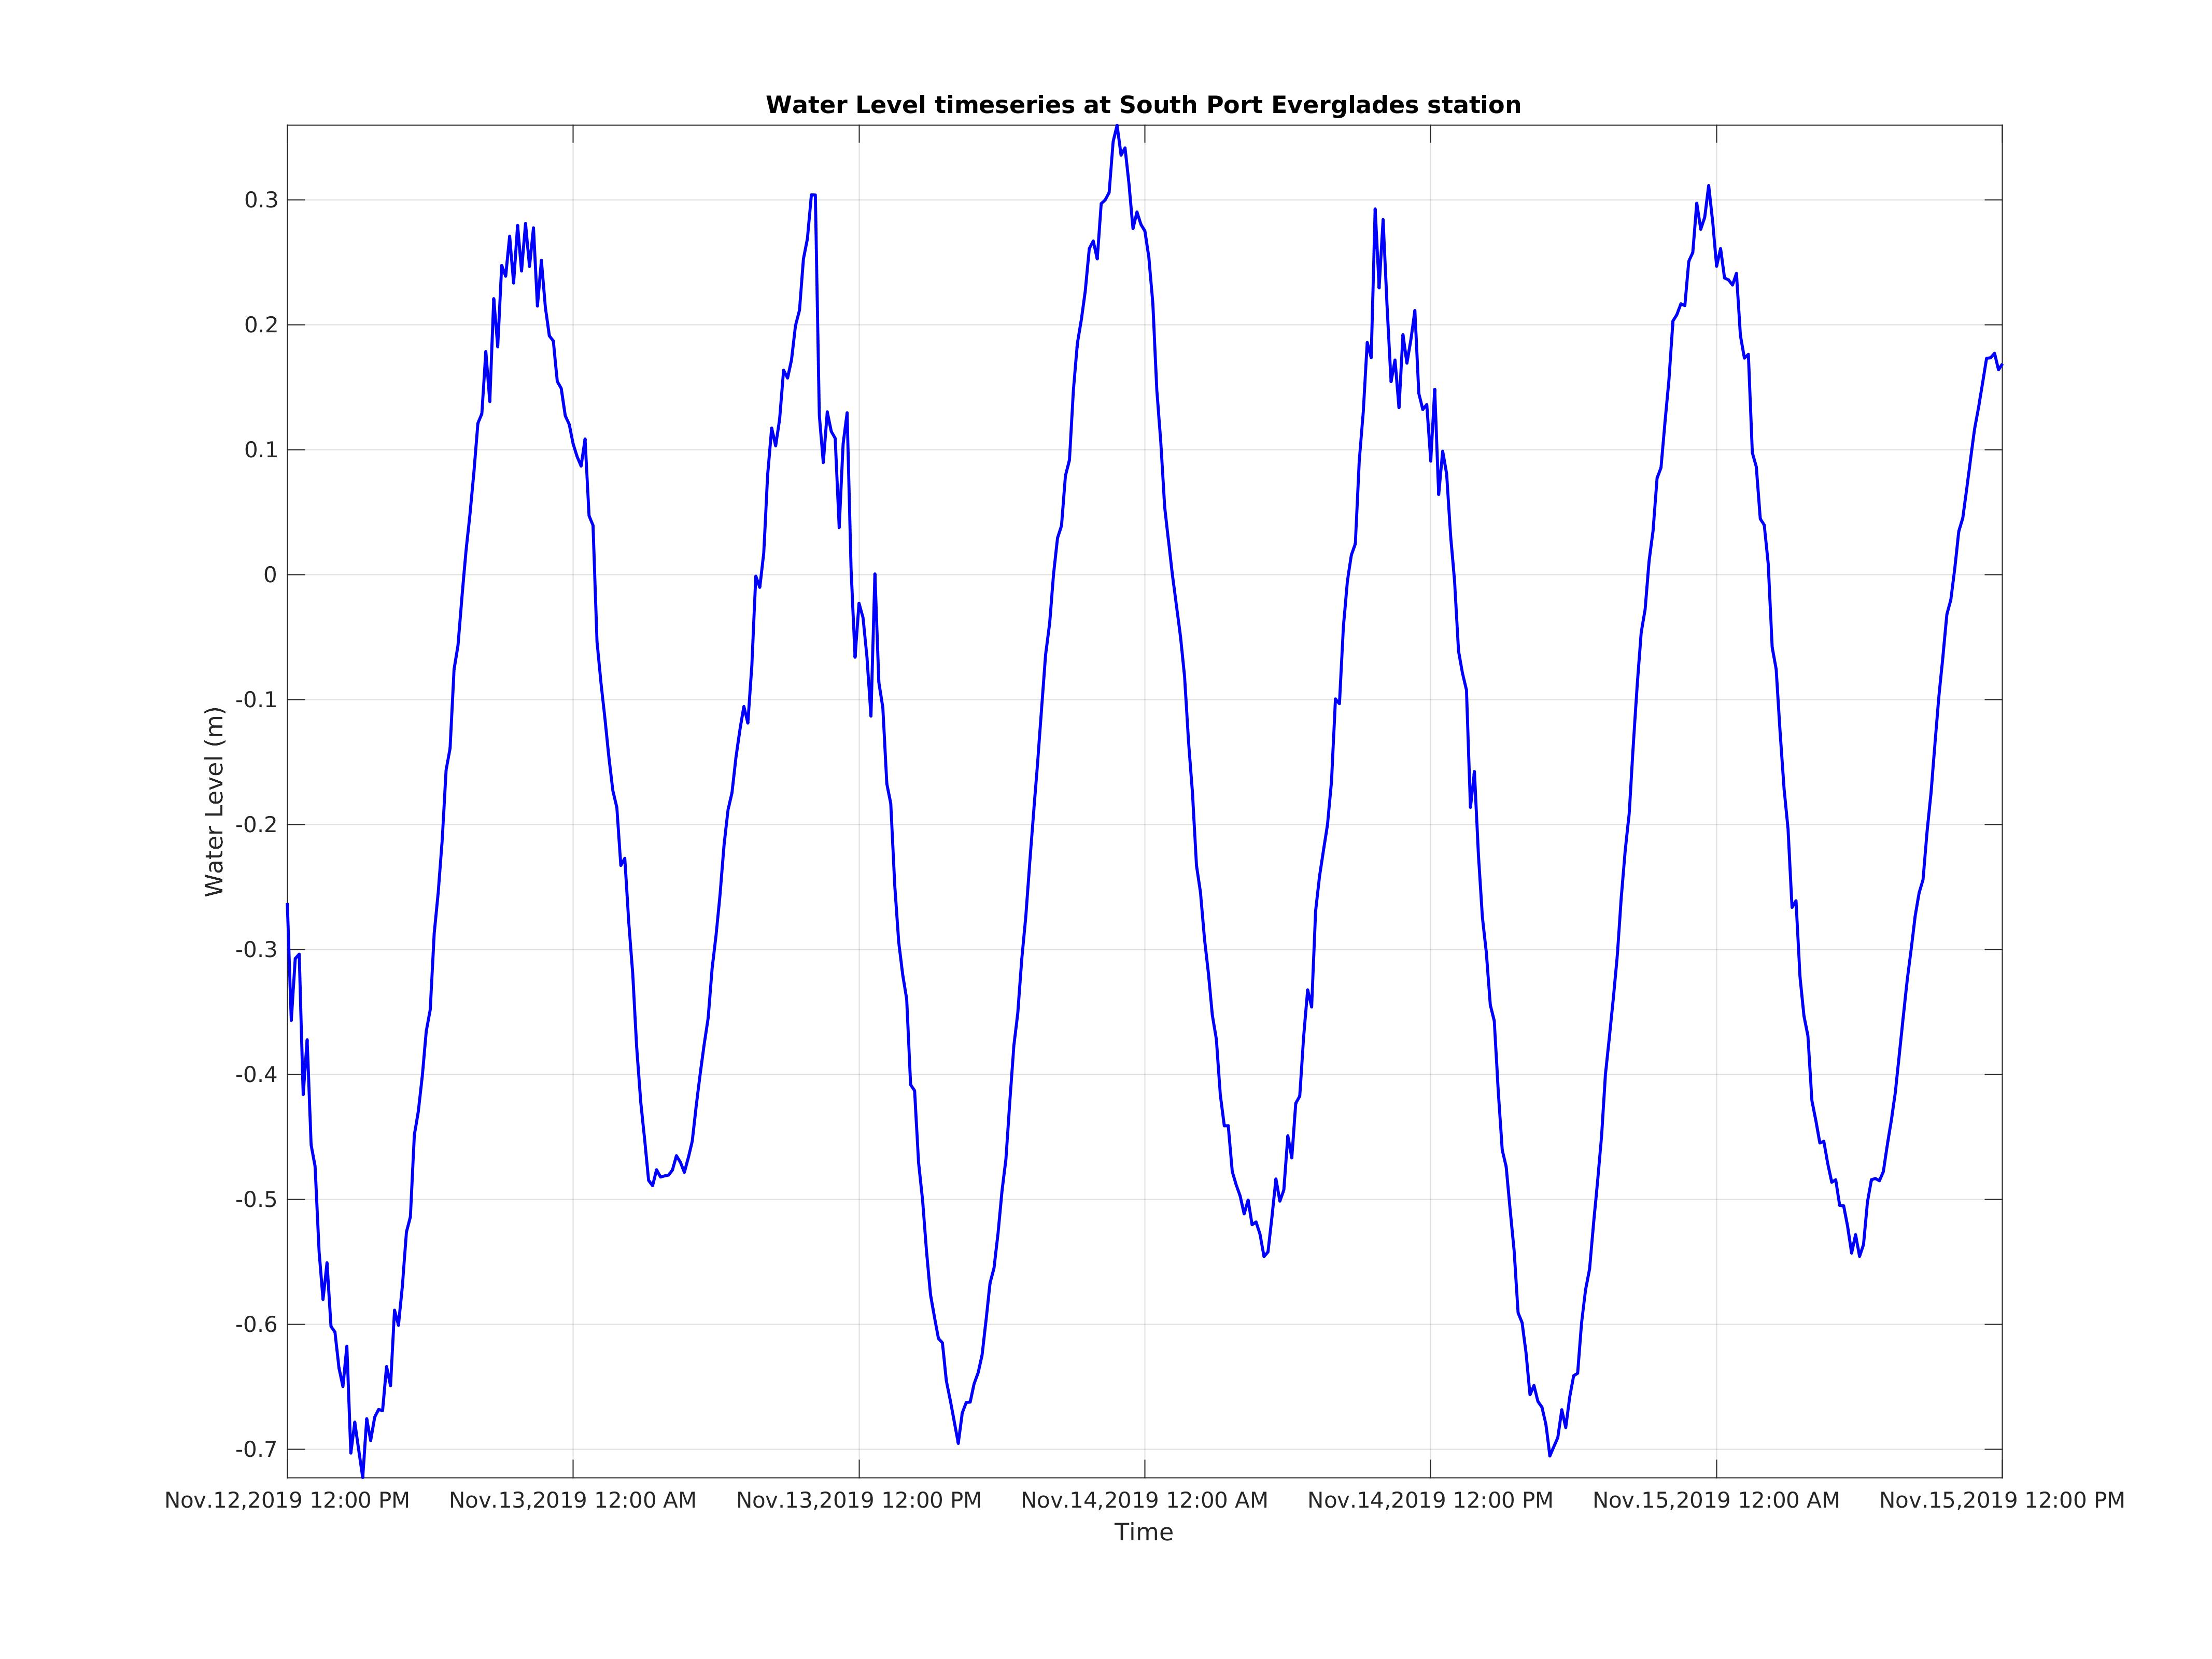 Water Level timeseries at South Port Everglades station
0.3
0.2
0.1
0
-0.1
-0.2
-0.3
-0.4
-0.5
-0.6
-0.7
Water Level (m)
Nov.12,2019 12:00 PM
Nov.13,2019 12:00 AM
Nov.13,2019 12:00 PM
Nov.14,2019 12:00 AM
Nov.14,2019 12:00 PM
Nov.15,2019 12:00 AM
Nov.15,2019 12:00 PM
Time